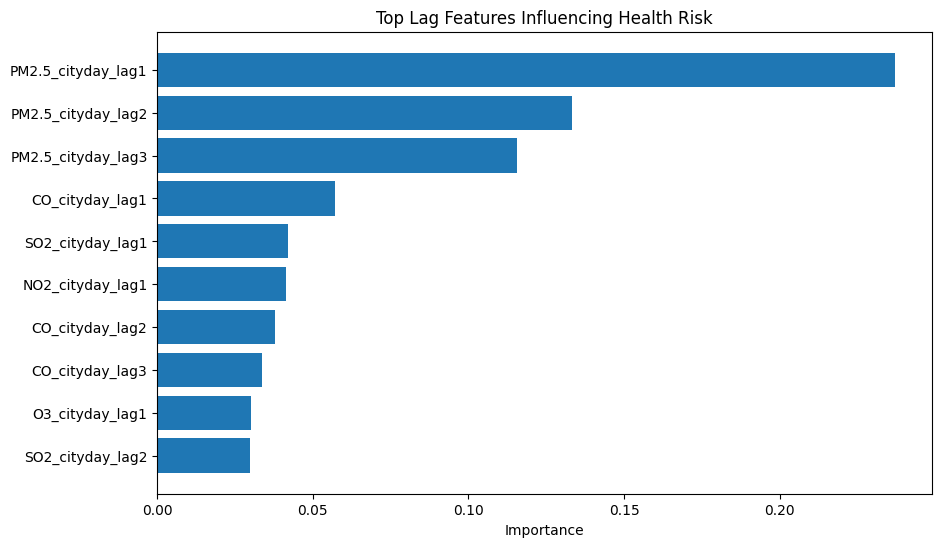 Top Lag Features Influencing Health Risk
PM2.5_cityday_lag1
PM2.5_cityday_lag2
PM2.5_cityday_lag3
CO_cityday_lag1
SO2_cityday_lag1
NO2_cityday_lag1
CO_cityday_lag2
CO_cityday_lag3
O3_cityday_lag1
SO2_cityday_lag2
0.00 0.05 0.10 0.15 0.20
Importance